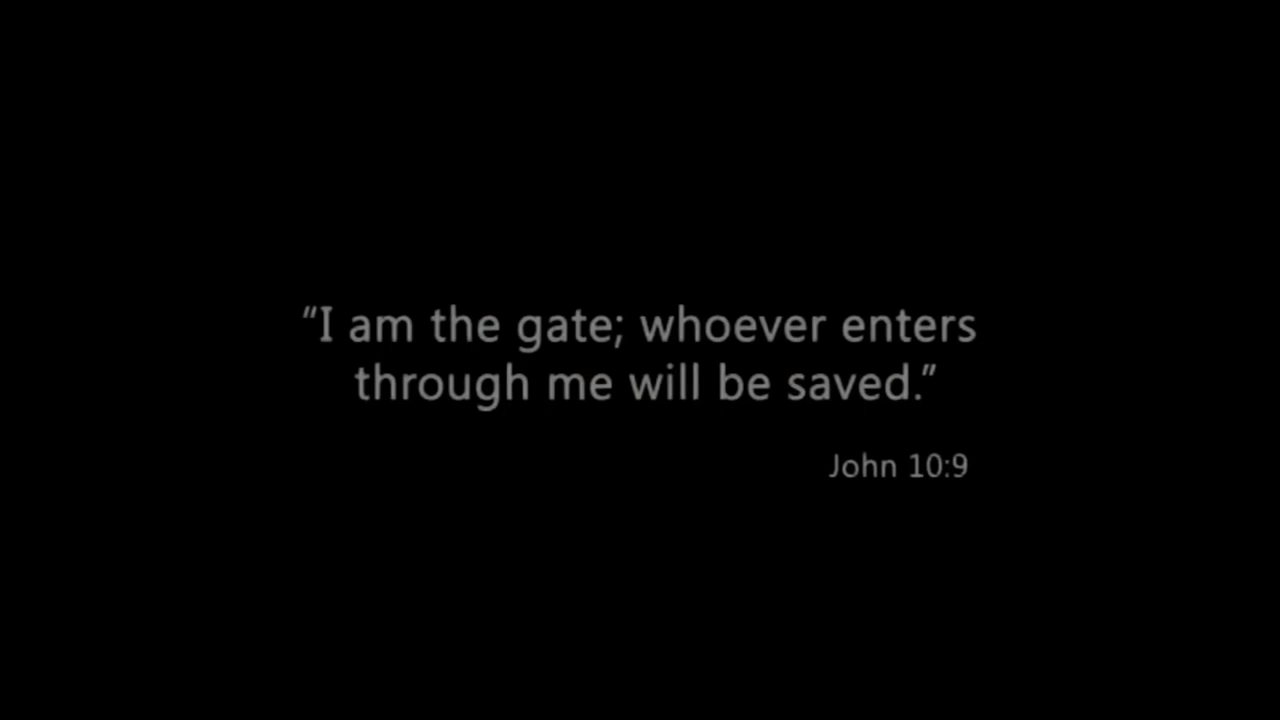 “I am the gate; whoever enters
through me will be saved.”
John 10:9